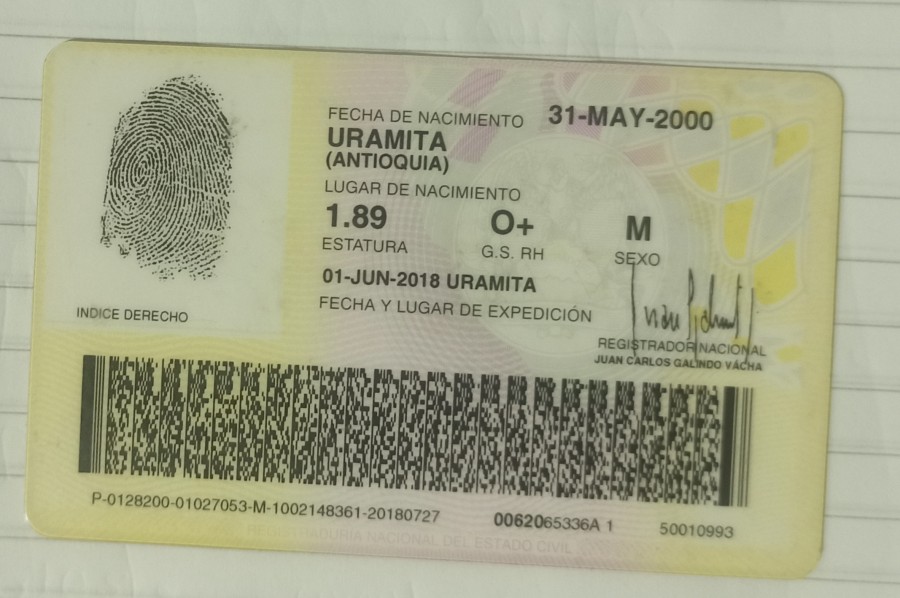 FECHA DE NACIMIENTO 31-MAY-2000
URAMITA
(ANTIOQUIA)
LUGAR DE NACIMIENTO
1.89 O+ M
ESTATURA G.S. RH SEXO
01-JUN-2018 URAMITA
FECHA Y LUGAR DE EXPEDICIÓN
INDICE DERECHO
REGISTRADOR NACIONAL
JUAN CARLOS GALINDO VÁCHA
P-0128200-01027053-M-1002148361-20180727 0062065336A 1 50010993
REGISTRADURIA NACIONAL DEL ESTADO CIVIL